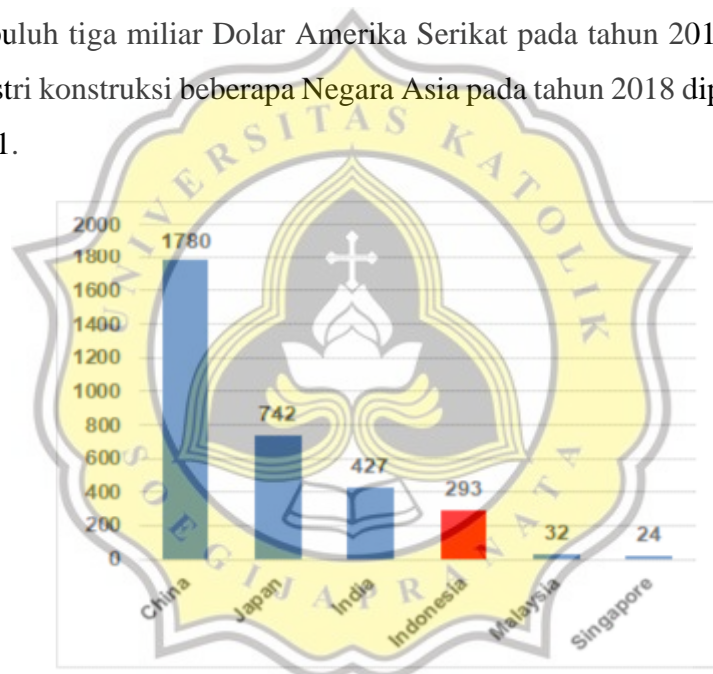 puluh tiga miliar Dolar Amerika Serikat pada tahun 201
stri konstruksi beberapa Negara Asia pada tahun 2018 dip
1.
UNIVERSITAS KATOLIK
SOEGIJAPRANATA
2000
1800
1600
1400
1200
1000
800
600
400
200
0
1780
742
427
293
32
24
China
Japan
India
Indonesia
Malaysia
Singapore